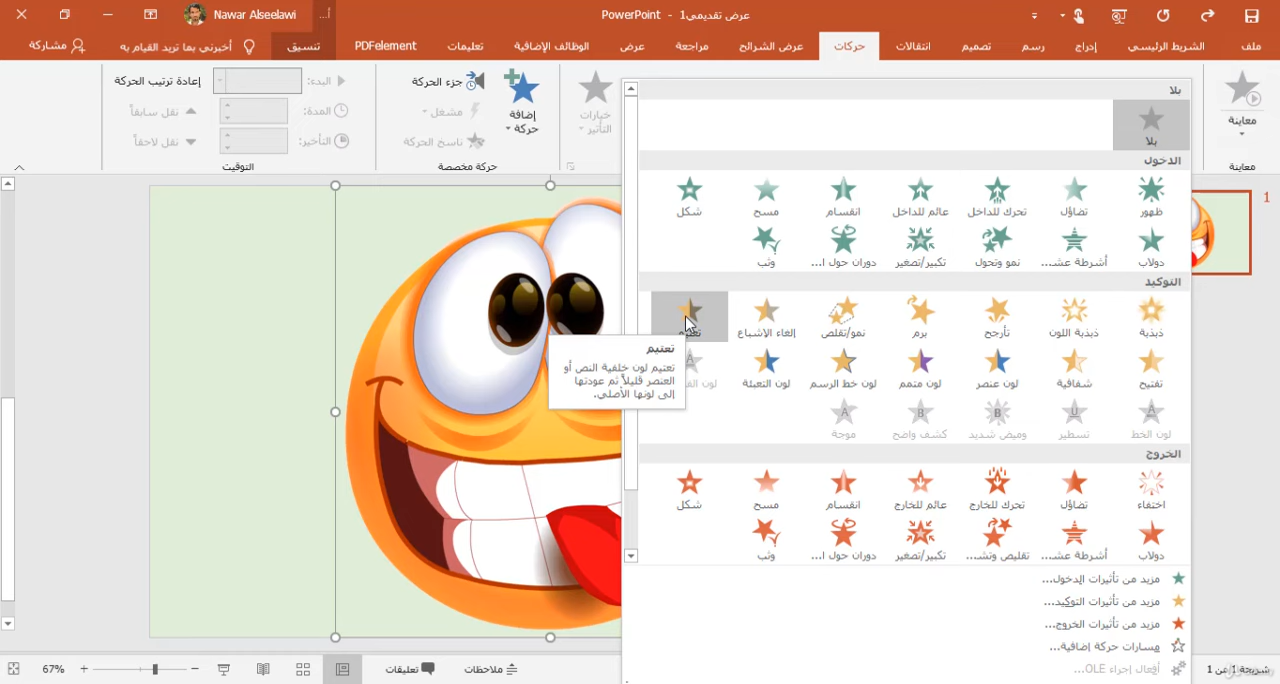 عرض تقديمي1 - PowerPoint
Nawar Alseelawi
أ...
ملف
الشريط الرئيسي
إدراج
رسم
تصميم
انتقالات
حركات
عرض الشرائح
مراجعة
عرض
الوظائف الإضافية
تعليمات
PDFelement
تنسيق
أخبرني بما تريد القيام به
مشاركة
معاينة
معاينة
خيارات
التأثير
إضافة
حركة
جزء الحركة
مشغل
ناسخ الحركة
حركة مخصصة
البدء:
المدة:
التأخير:
إعادة ترتيب الحركة
نقل سابقاً
نقل لاحقاً
التوقيت
بلا
بلا
الدخول
ظهور
تضاؤل
تحرك للداخل
عائم للداخل
انقسام
مسح
شكل
دولاب
أشرطة عشـ...
نمو وتحول
تكبير/تصغير
دوران حول ا...
وثب
التوكيد
ذبذبة
ذبذبة اللون
تأرجح
برم
نمو/تقلص
إلغاء الإشباع
تعتيم
تفتيح
شفافية
لون عنصر
لون متمم
لون خط الرسم
لون التعبئة
لون الخط
تسطير
وميض شديد
كشف واضح
موجة
تعتيم
تعتيم لون خلفية النص أو
العنصر قليلاً ثم عودتها
إلى لونها الأصلي.
الخروج
اختفاء
تضاؤل
تحرك للخارج
عائم للخارج
انقسام
مسح
شكل
دولاب
أشرطة عشـ...
تقليص وتشـ...
تكبير/تصغير
دوران حول ا...
وثب
مزيد من تأثيرات الدخول...
مزيد من تأثيرات التوكيد...
مزيد من تأثيرات الخروج...
مسارات حركة إضافية...
أفعال إجراء OLE...
1
شريحة 1 من 1
ملاحظات
تعليقات
67%